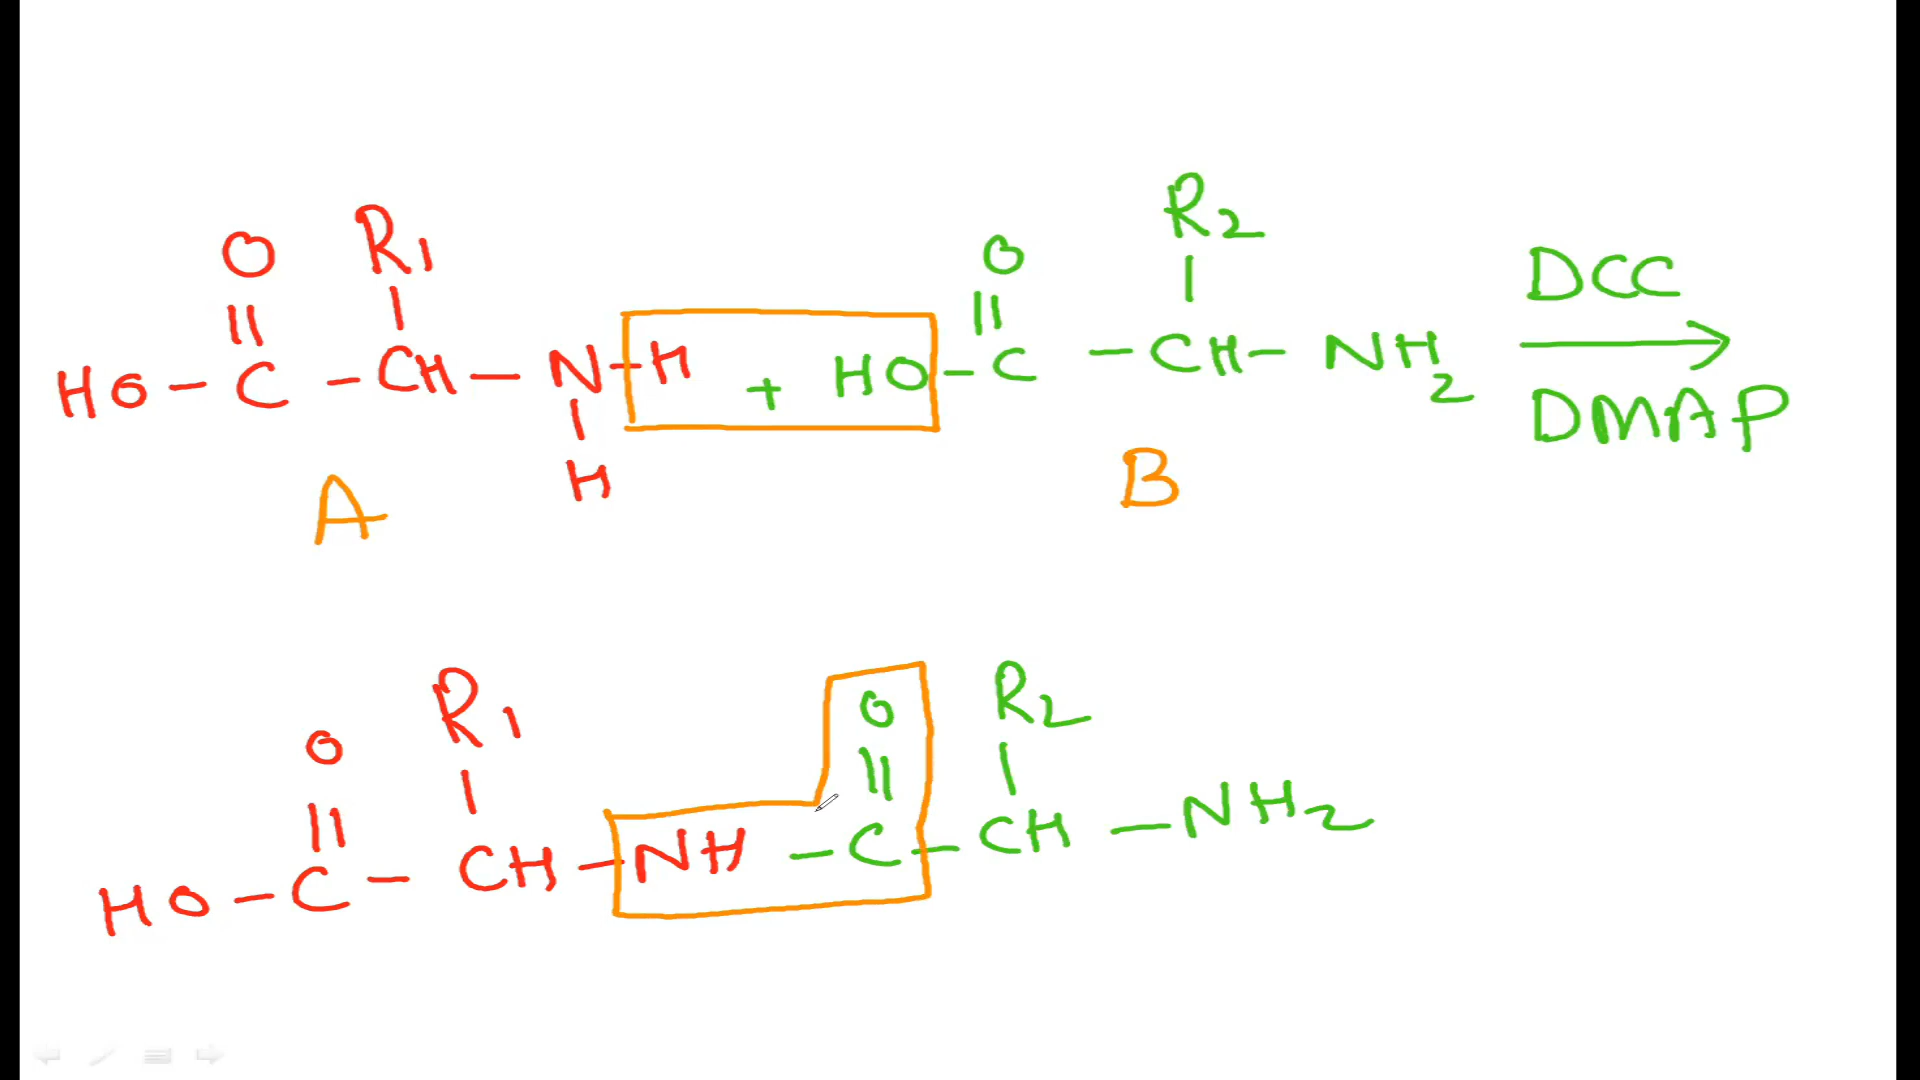 O R1 O R2
|| | || |
HO - C - CH - N - H + HO - C - CH - NH2 DCC
| DMAP
H
A B
O R1 O R2
|| | || |
HO - C - CH - NH - C - CH - NH2